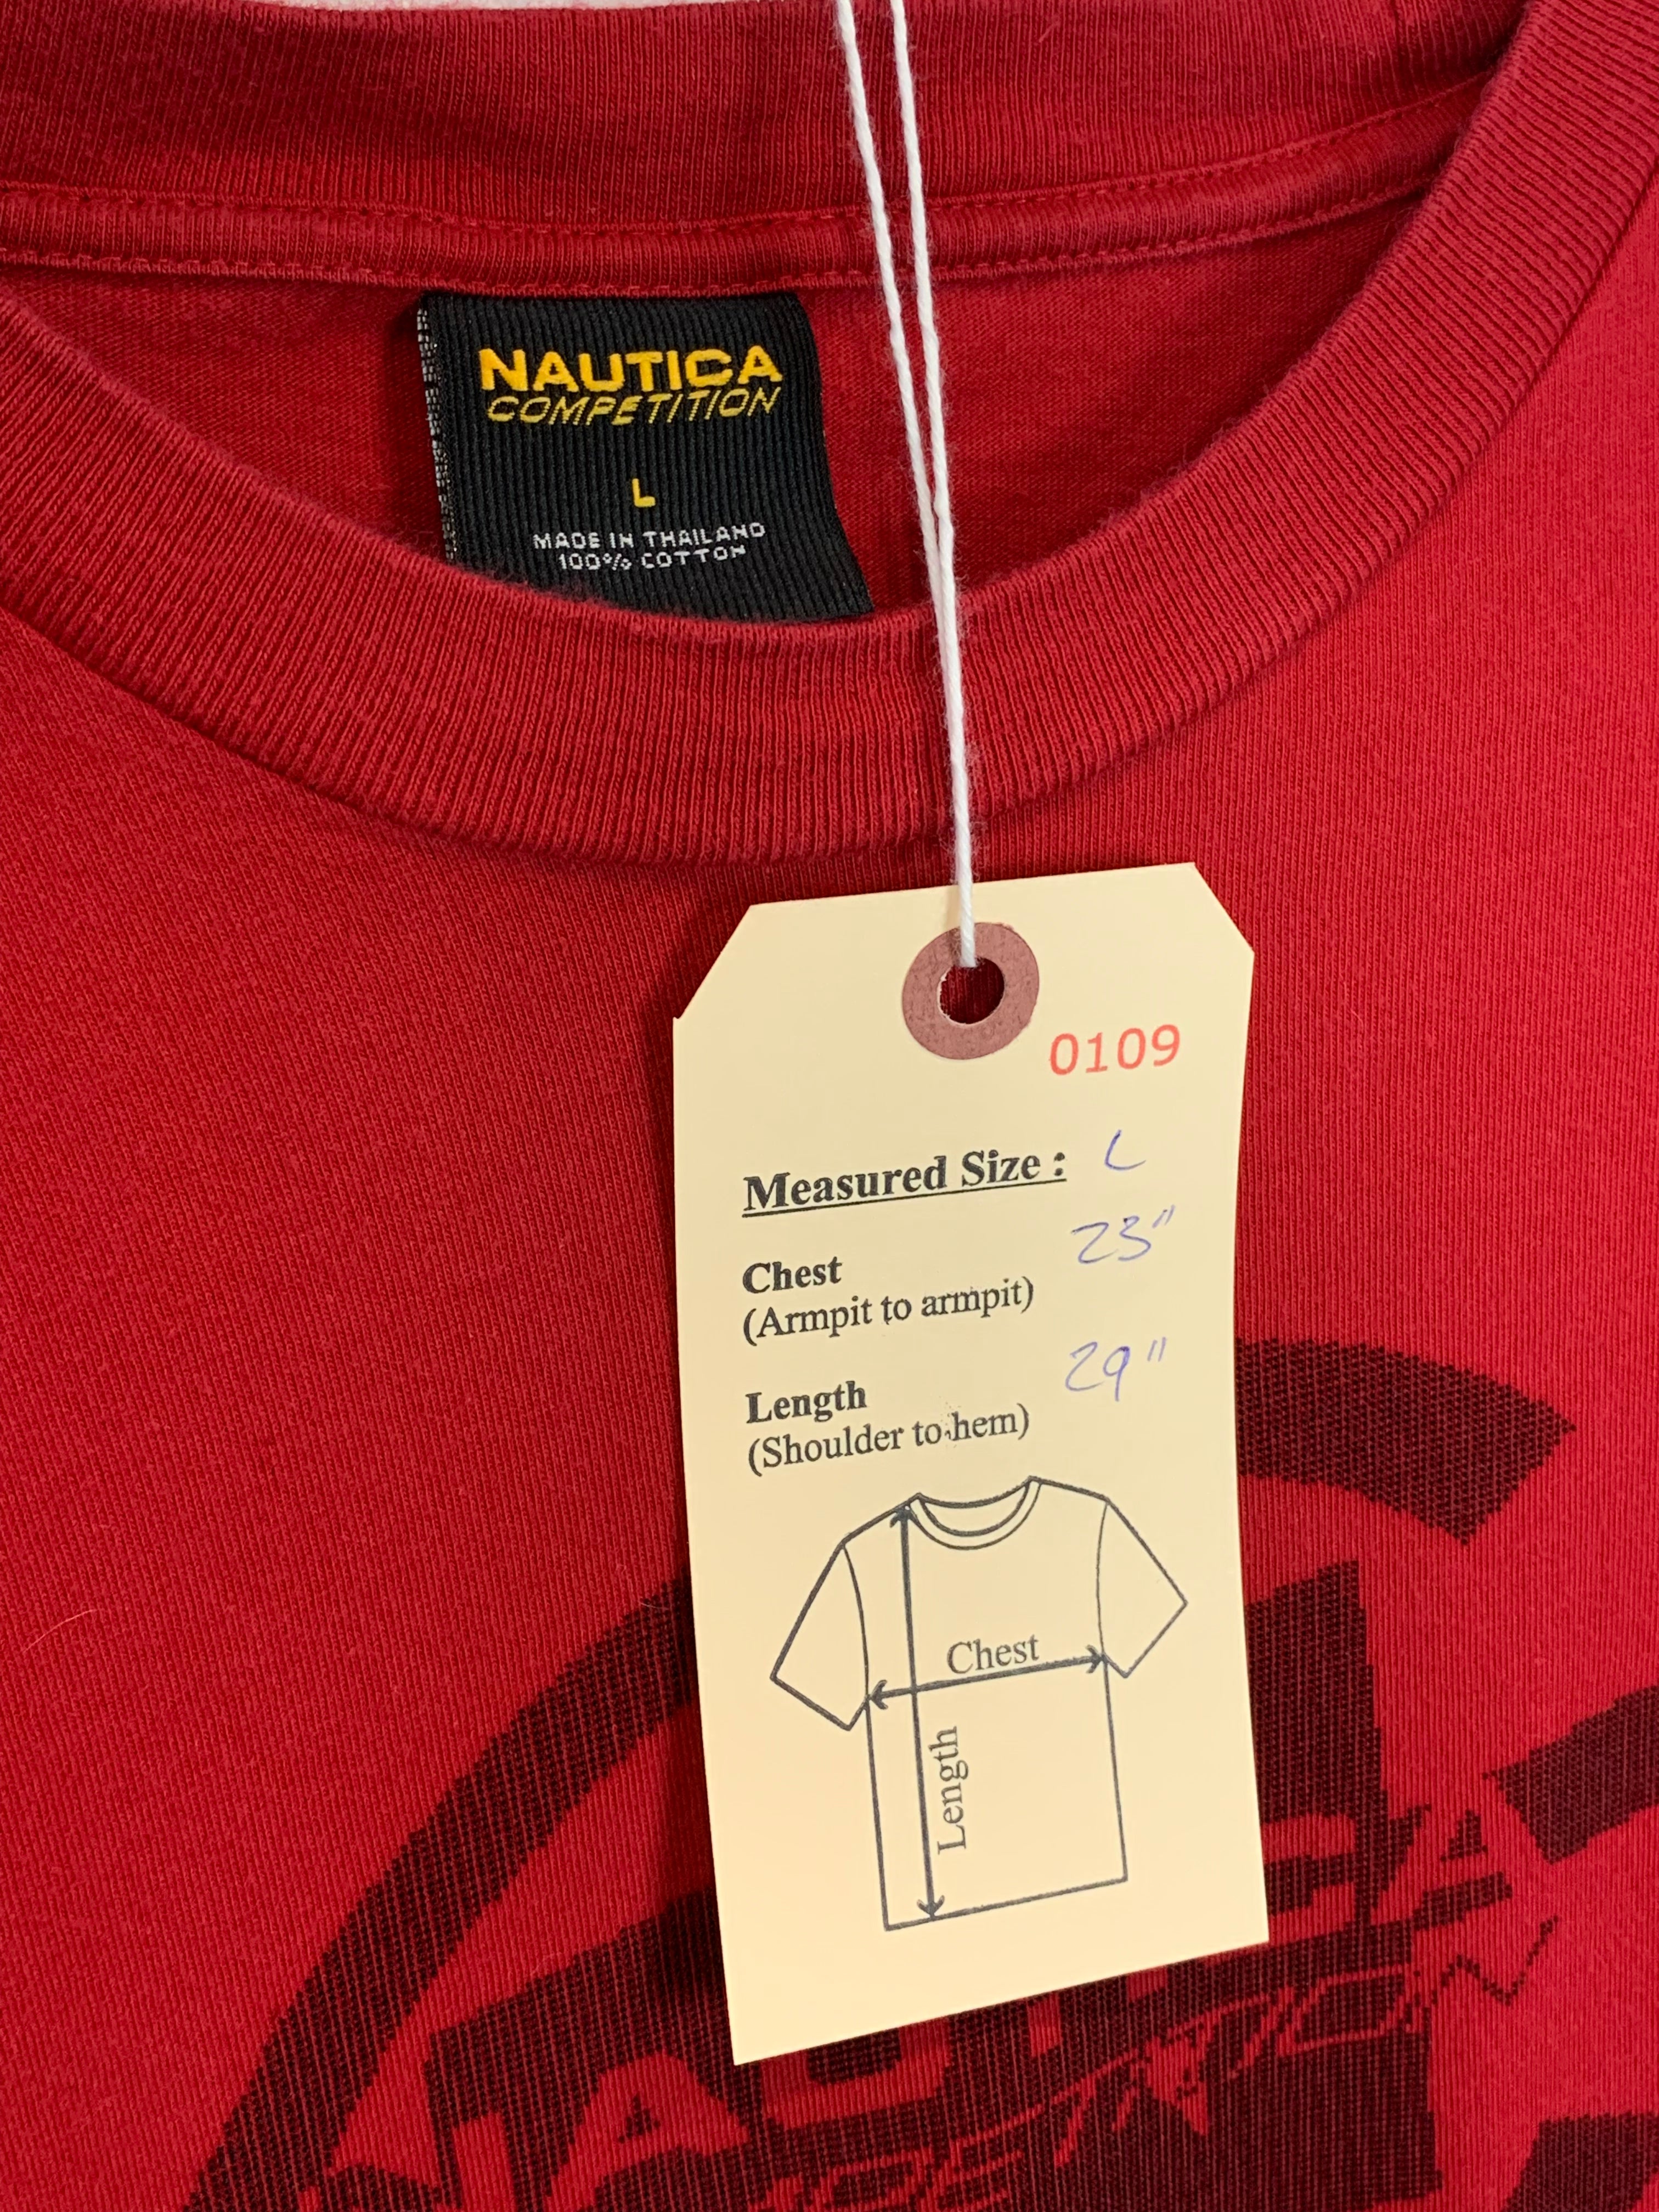 NAUTICA
COMPETITION
L
MADE IN THAILAND
100% COTTON
0109
Measured Size : L
Chest 23"
(Armpit to armpit)
Length 29"
(Shoulder to hem)
Chest
Length